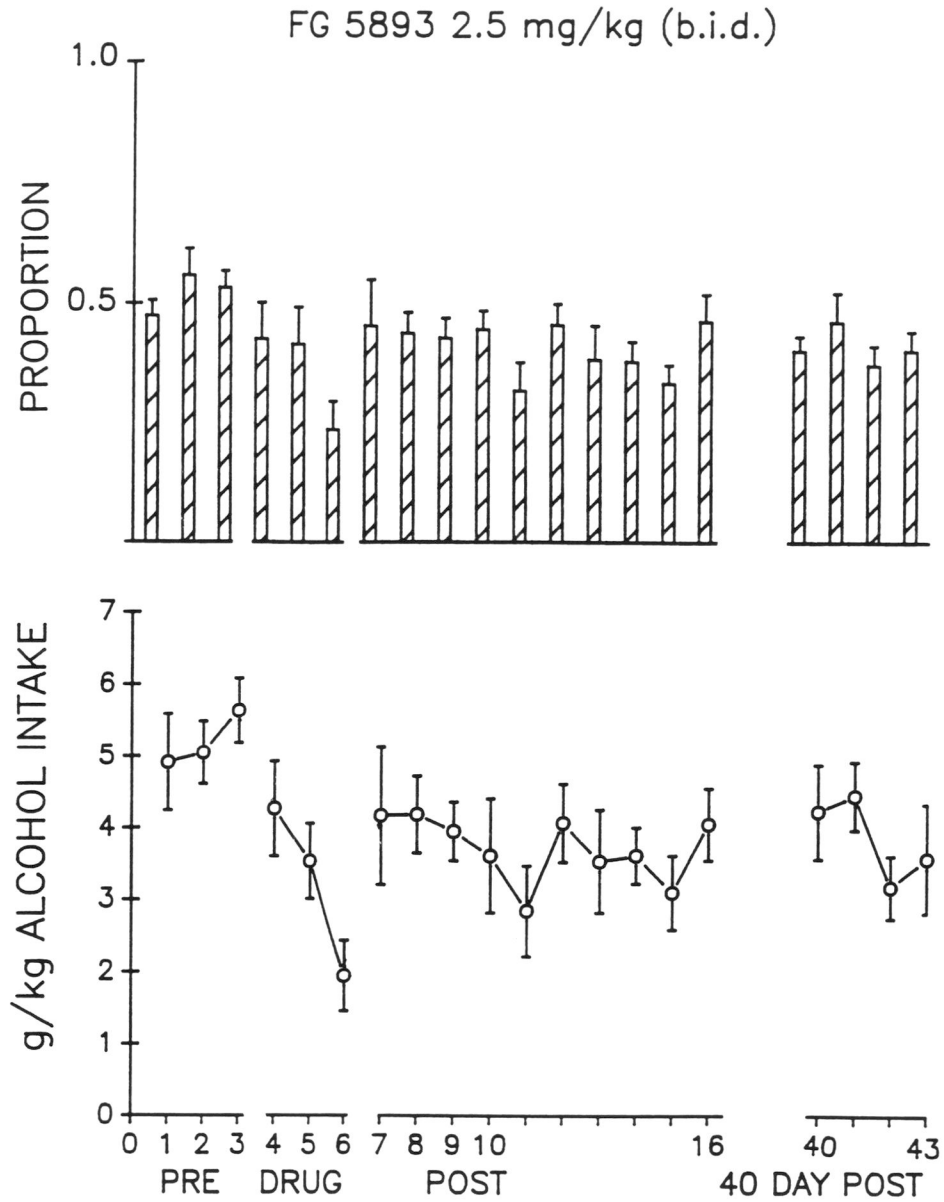 FG 5893 2.5 mg/kg (b.i.d.)
1.0
0.5
PROPORTION
7
6
5
4
3
2
1
0
g/kg ALCOHOL INTAKE
0 1 2 3 4 5 6 7 8 9 10 16 40 43
PRE DRUG POST 40 DAY POST